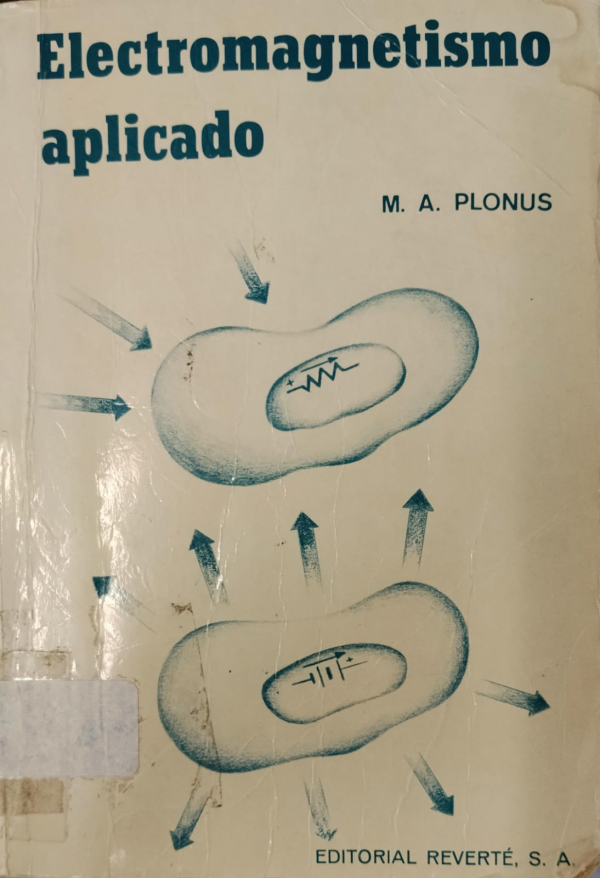 Electromagnetismo
aplicado
M. A. PLONUS
+
+
EDITORIAL REVERTÉ, S. A.